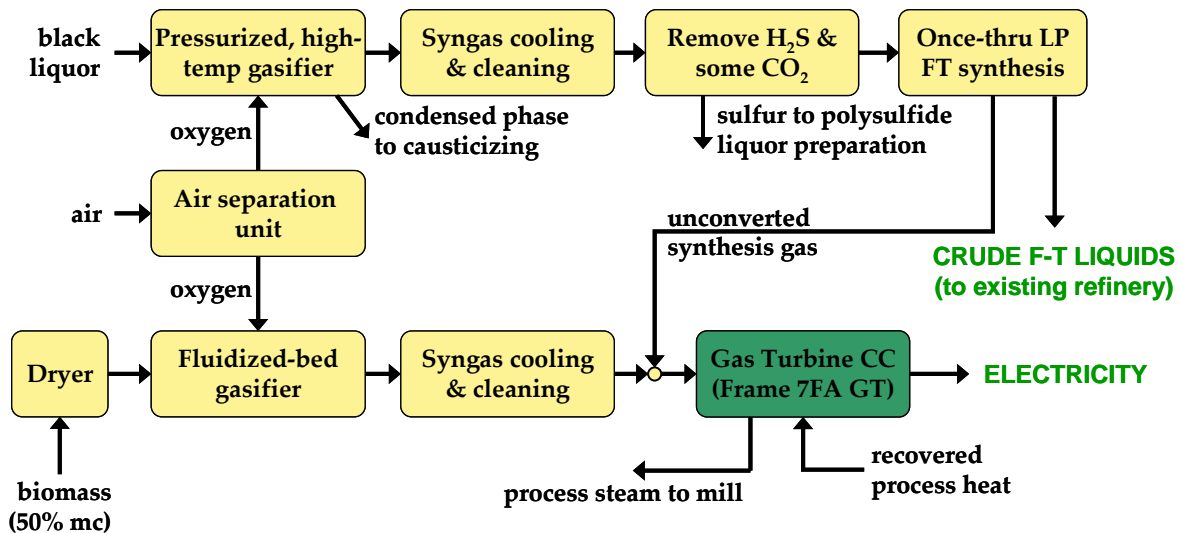 black
liquor
Pressurized, high-
temp gasifier
Syngas cooling
& cleaning
Remove H₂S &
some CO₂
Once-thru LP
FT synthesis
condensed phase
to causticizing
sulfur to polysulfide
liquor preparation
oxygen
air
Air separation
unit
unconverted
synthesis gas
CRUDE F-T LIQUIDS
(to existing refinery)
oxygen
Dryer
Fluidized-bed
gasifier
Syngas cooling
& cleaning
Gas Turbine CC
(Frame 7FA GT)
ELECTRICITY
biomass
(50% mc)
process steam to mill
recovered
process heat